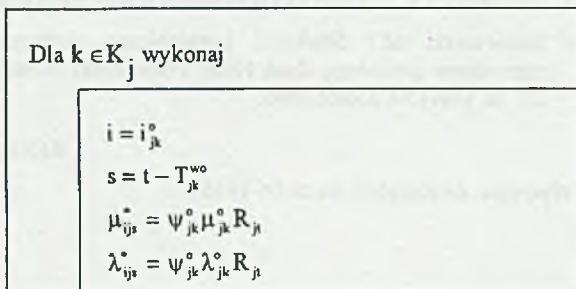 Dla k ∈ K_j wykonaj
i = i°_jk
s = t − T^wo_jk
μ*_ijs = ψ°_jk μ°_jk R_jt
λ*_ijs = ψ°_jk λ°_jk R_jt